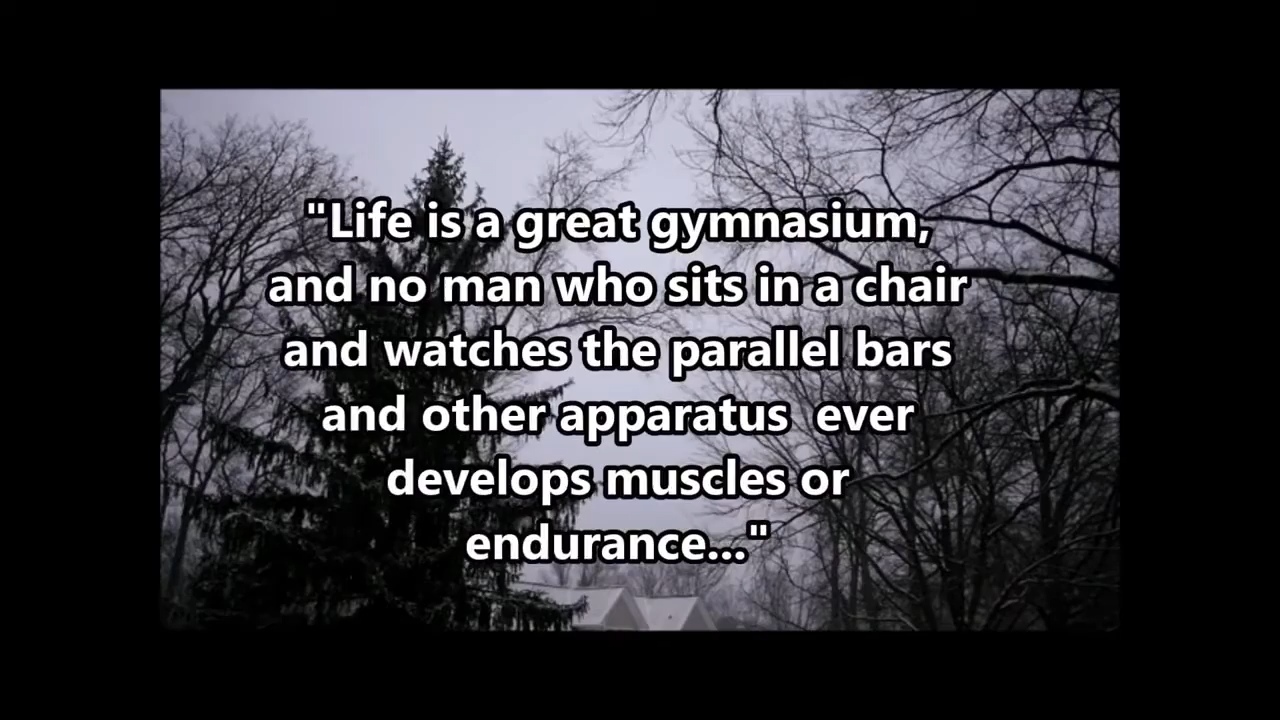 "Life is a great gymnasium,
and no man who sits in a chair
and watches the parallel bars
and other apparatus  ever
develops muscles or
endurance..."